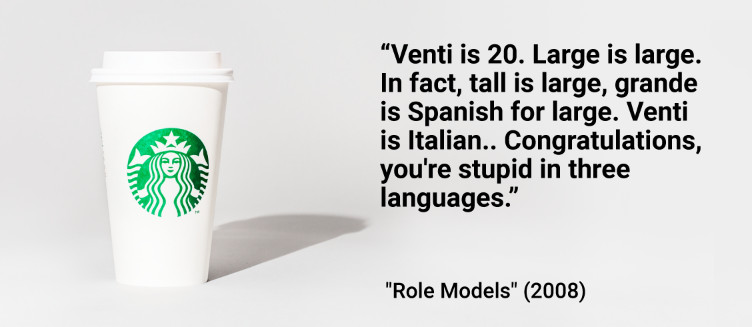 “Venti is 20. Large is large.
In fact, tall is large, grande
is Spanish for large. Venti
is Italian.. Congratulations,
you're stupid in three
languages.”
"Role Models" (2008)